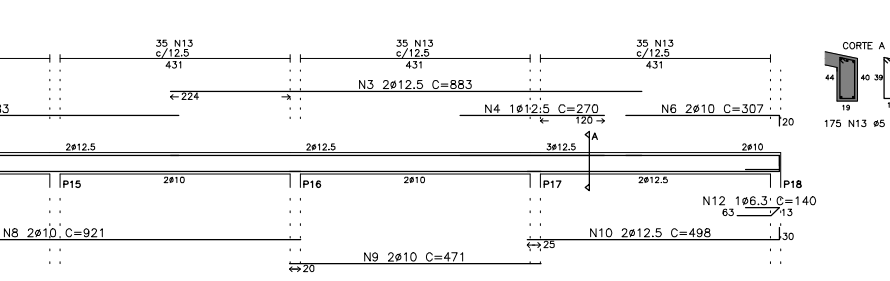 35 N13 35 N13 35 N13 CORTE A
c/12.5 c/12.5 c/12.5
431 431 431
44 40 39
N3 2ø12.5 C=883
224
19
N4 1ø12.5 C=270 N6 2ø10 C=307
120 20 175 N13 ø5
A
2ø12.5 2ø12.5 3ø12.5 2ø10
P15 2ø10 P16 2ø10 P17 2ø12.5 P18
N12 1ø6.3 C=140
63 13
N8 2ø10 C=921 N10 2ø12.5 C=498 30
25
N9 2ø10 C=471
20